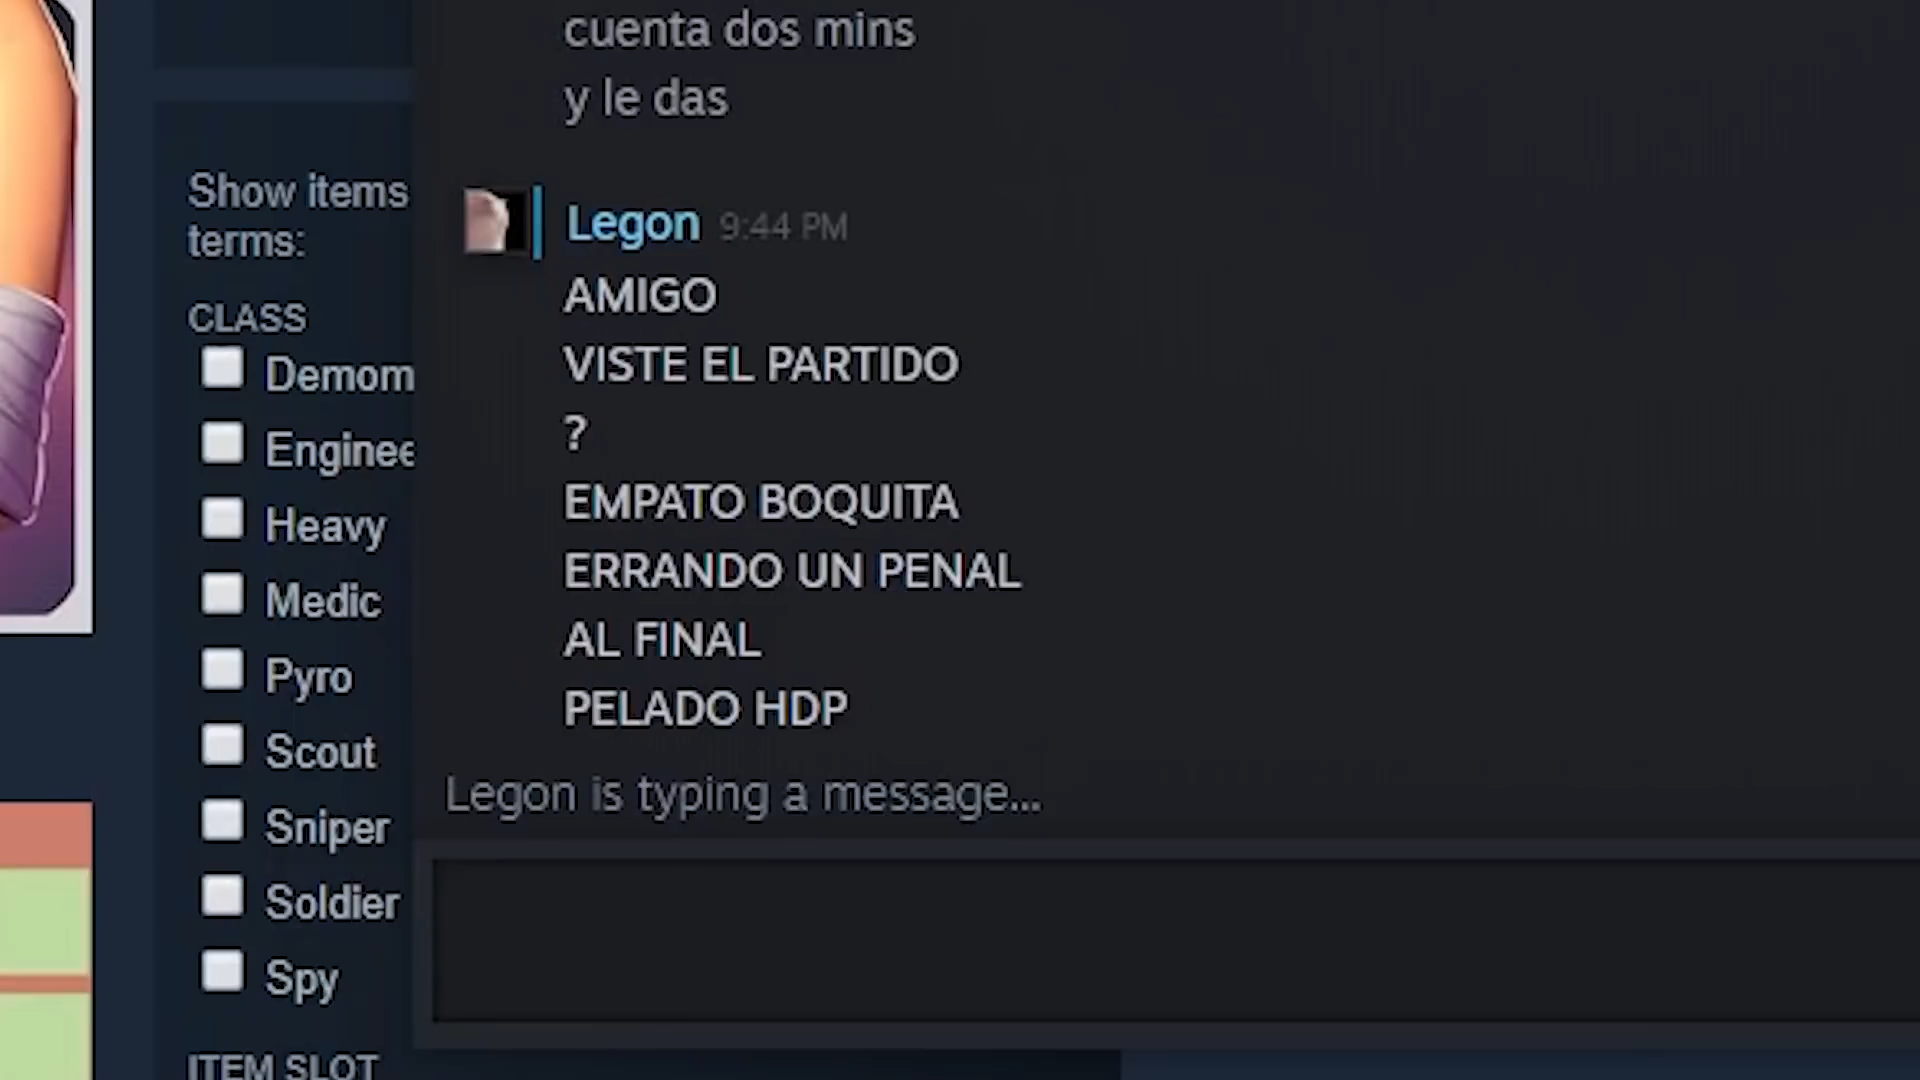 cuenta dos mins
y le das
Show items
terms:
CLASS
Demom
Enginee
Heavy
Medic
Pyro
Scout
Sniper
Soldier
Spy
ITEM SLOT
Legon 9:44 PM
AMIGO
VISTE EL PARTIDO
?
EMPATO BOQUITA
ERRANDO UN PENAL
AL FINAL
PELADO HDP
Legon is typing a message...